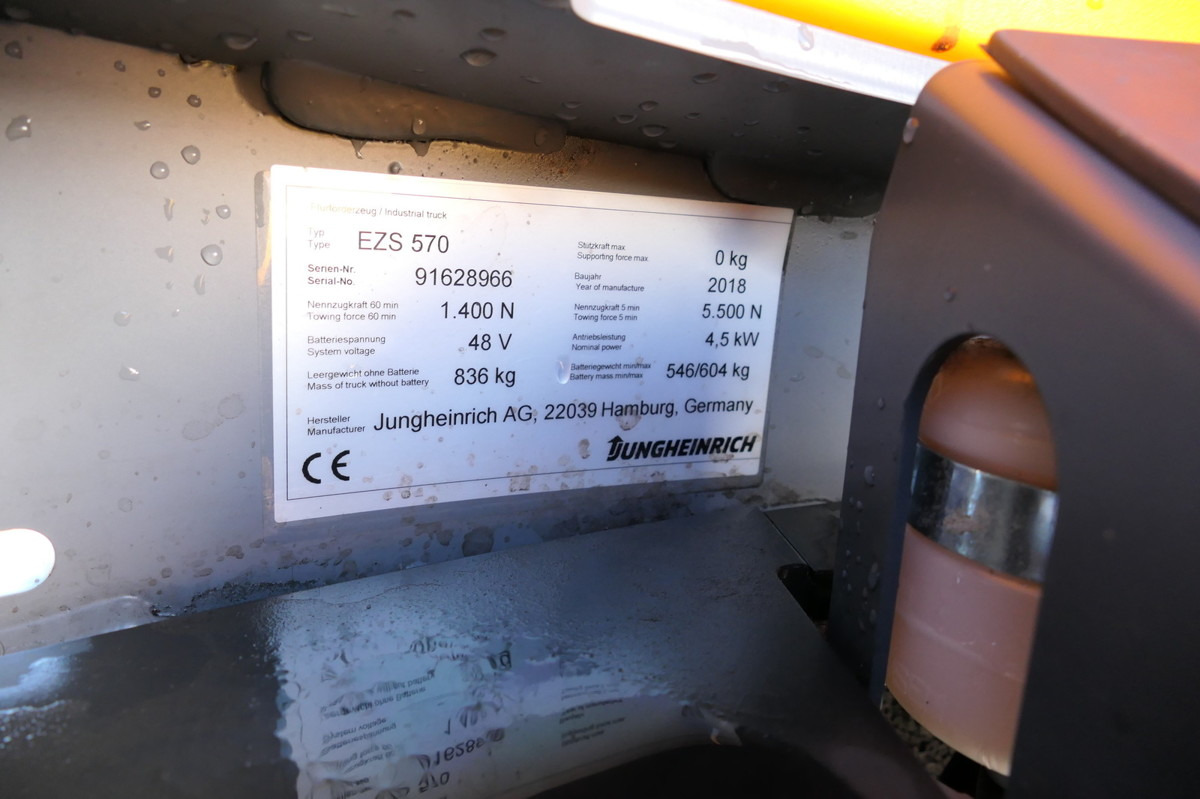 Flurförderzeug / Industrial truck
Typ
Type EZS 570
Serien-Nr.
Serial-No. 91628966
Nennzugkraft 60 min
Towing force 60 min 1.400 N
Batteriespannung
System voltage 48 V
Leergewicht ohne Batterie
Mass of truck without battery 836 kg
Stützkraft max
Supporting force max 0 kg
Baujahr
Year of manufacture 2018
Nennzugkraft 5 min
Towing force 5 min 5.500 N
Antriebsleistung
Nominal power 4,5 kW
Batteriegewicht min/max
Battery mass min/max 546/604 kg
Hersteller
Manufacturer Jungheinrich AG, 22039 Hamburg, Germany
CE
JUNGHEINRICH